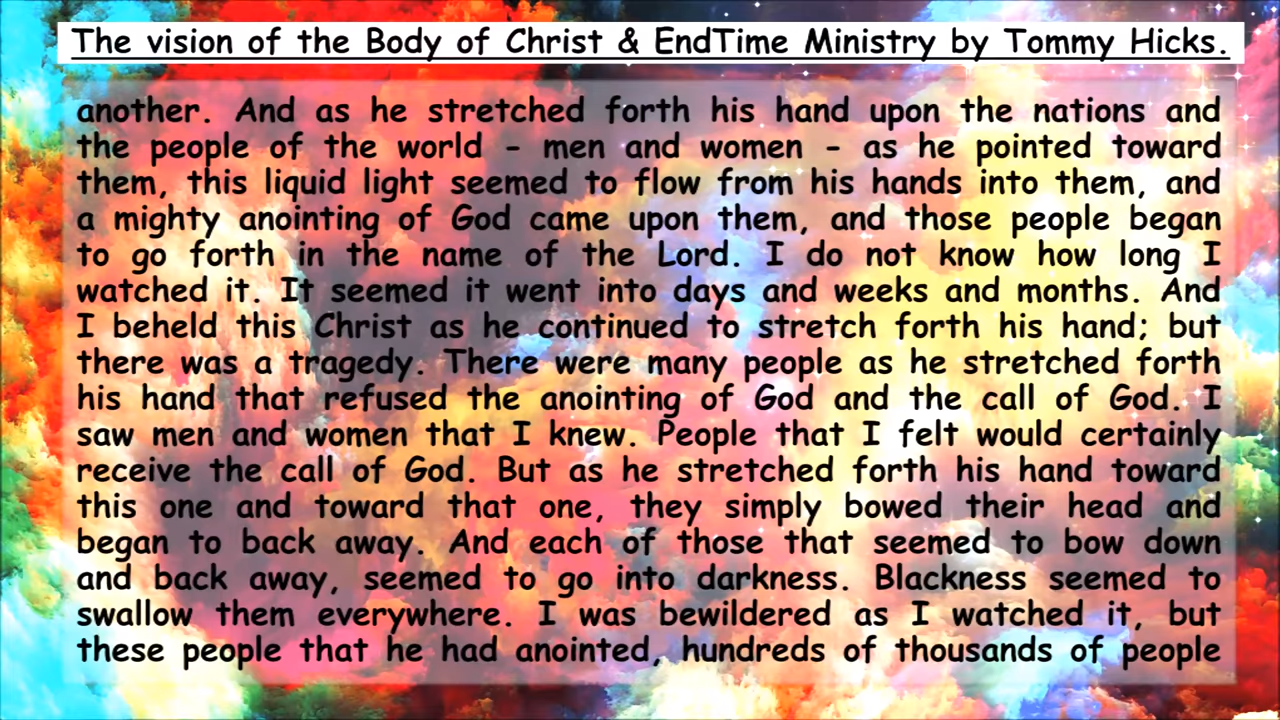 The vision of the Body of Christ & EndTime Ministry by Tommy Hicks.
another. And as he stretched forth his hand upon the nations and
the people of the world - men and women - as he pointed toward
them, this liquid light seemed to flow from his hands into them, and
a mighty anointing of God came upon them, and those people began
to go forth in the name of the Lord. I do not know how long I
watched it. It seemed it went into days and weeks and months. And
I beheld this Christ as he continued to stretch forth his hand; but
there was a tragedy. There were many people as he stretched forth
his hand that refused the anointing of God and the call of God. I
saw men and women that I knew. People that I felt would certainly
receive the call of God. But as he stretched forth his hand toward
this one and toward that one, they simply bowed their head and
began to back away. And each of those that seemed to bow down
and back away, seemed to go into darkness. Blackness seemed to
swallow them everywhere. I was bewildered as I watched it, but
these people that he had anointed, hundreds of thousands of people